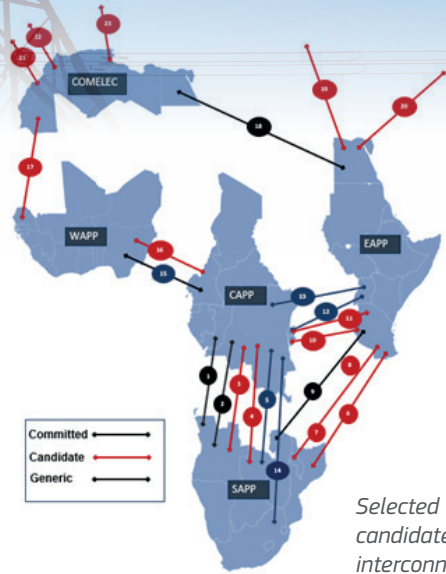 23
22
21
COMELEC
19
20
18
17
WAPP
16
15
EAPP
CAPP
13
12
11
10
1
2
3
4
5
9
8
7
6
14
SAPP
Committed
Candidate
Generic
Selected
candidate
interconn